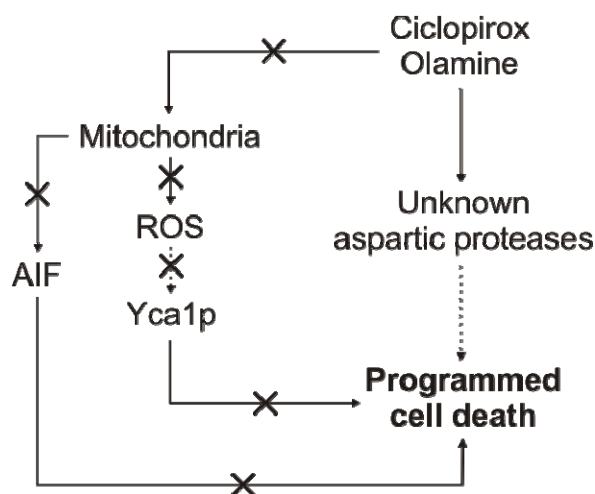 Ciclopirox
Olamine
Mitochondria
Unknown
aspartic proteases
ROS
AIF
Yca1p
Programmed
cell death